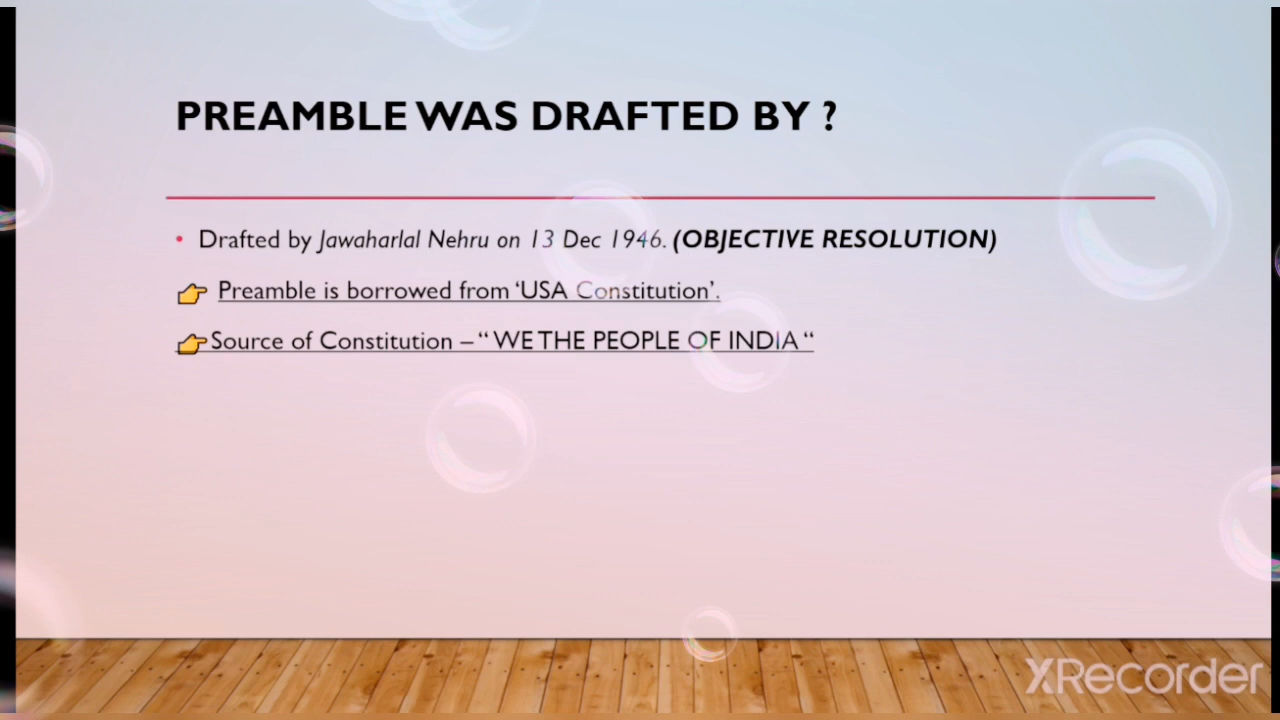 PREAMBLE WAS DRAFTED BY ?
• Drafted by Jawaharlal Nehru on 13 Dec 1946. (OBJECTIVE RESOLUTION)
👉 Preamble is borrowed from ‘USA Constitution’.
👉Source of Constitution – “ WE THE PEOPLE OF INDIA “
XRecorder